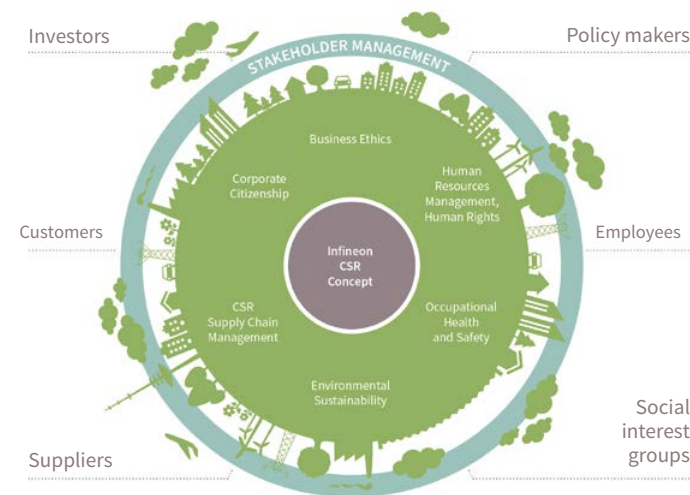 Investors
Policy makers
STAKEHOLDER MANAGEMENT
Business Ethics
Corporate
Citizenship
Human
Resources
Management,
Human Rights
Customers
Employees
Infineon
CSR
Concept
CSR
Supply Chain
Management
Occupational
Health
and Safety
Environmental
Sustainability
Suppliers
Social
interest
groups